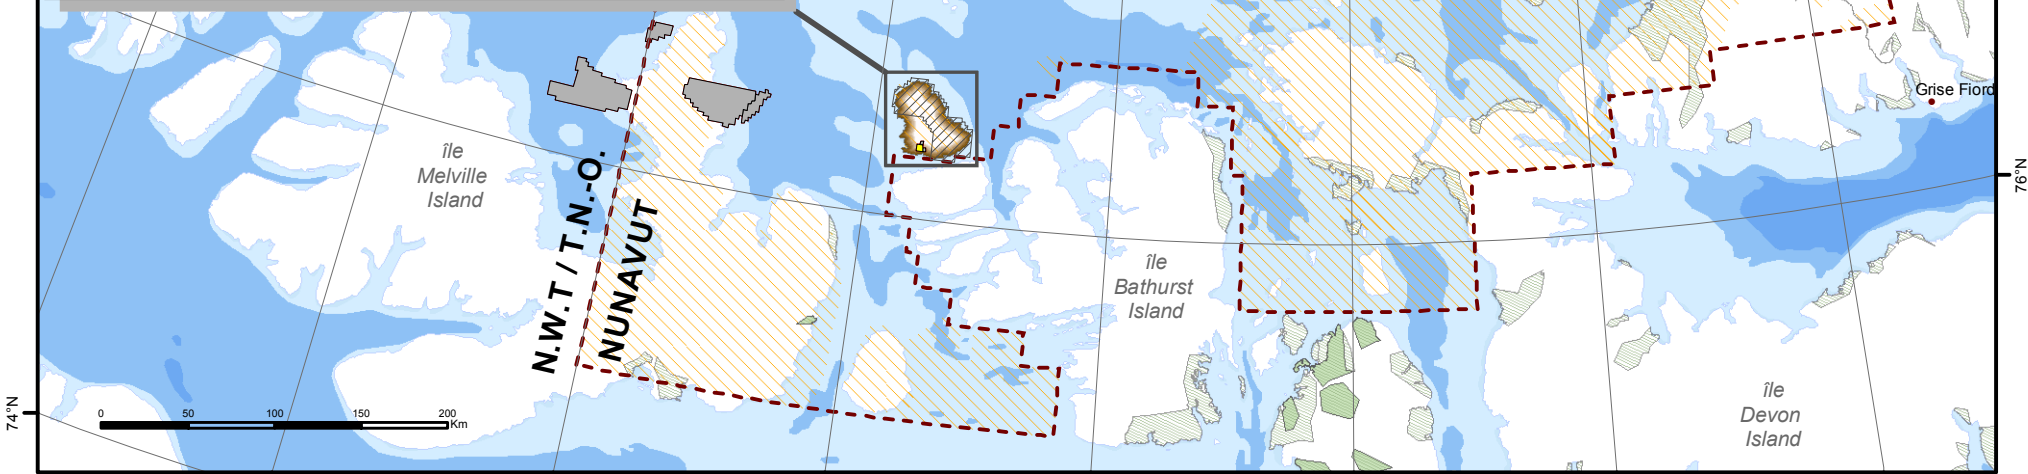 Grise Fiord
île
Melville
Island
N.W.T / T.N.-O.
NUNAVUT
île
Bathurst
Island
île
Devon
Island
76°N
74°N
0 50 100 150 200
Km